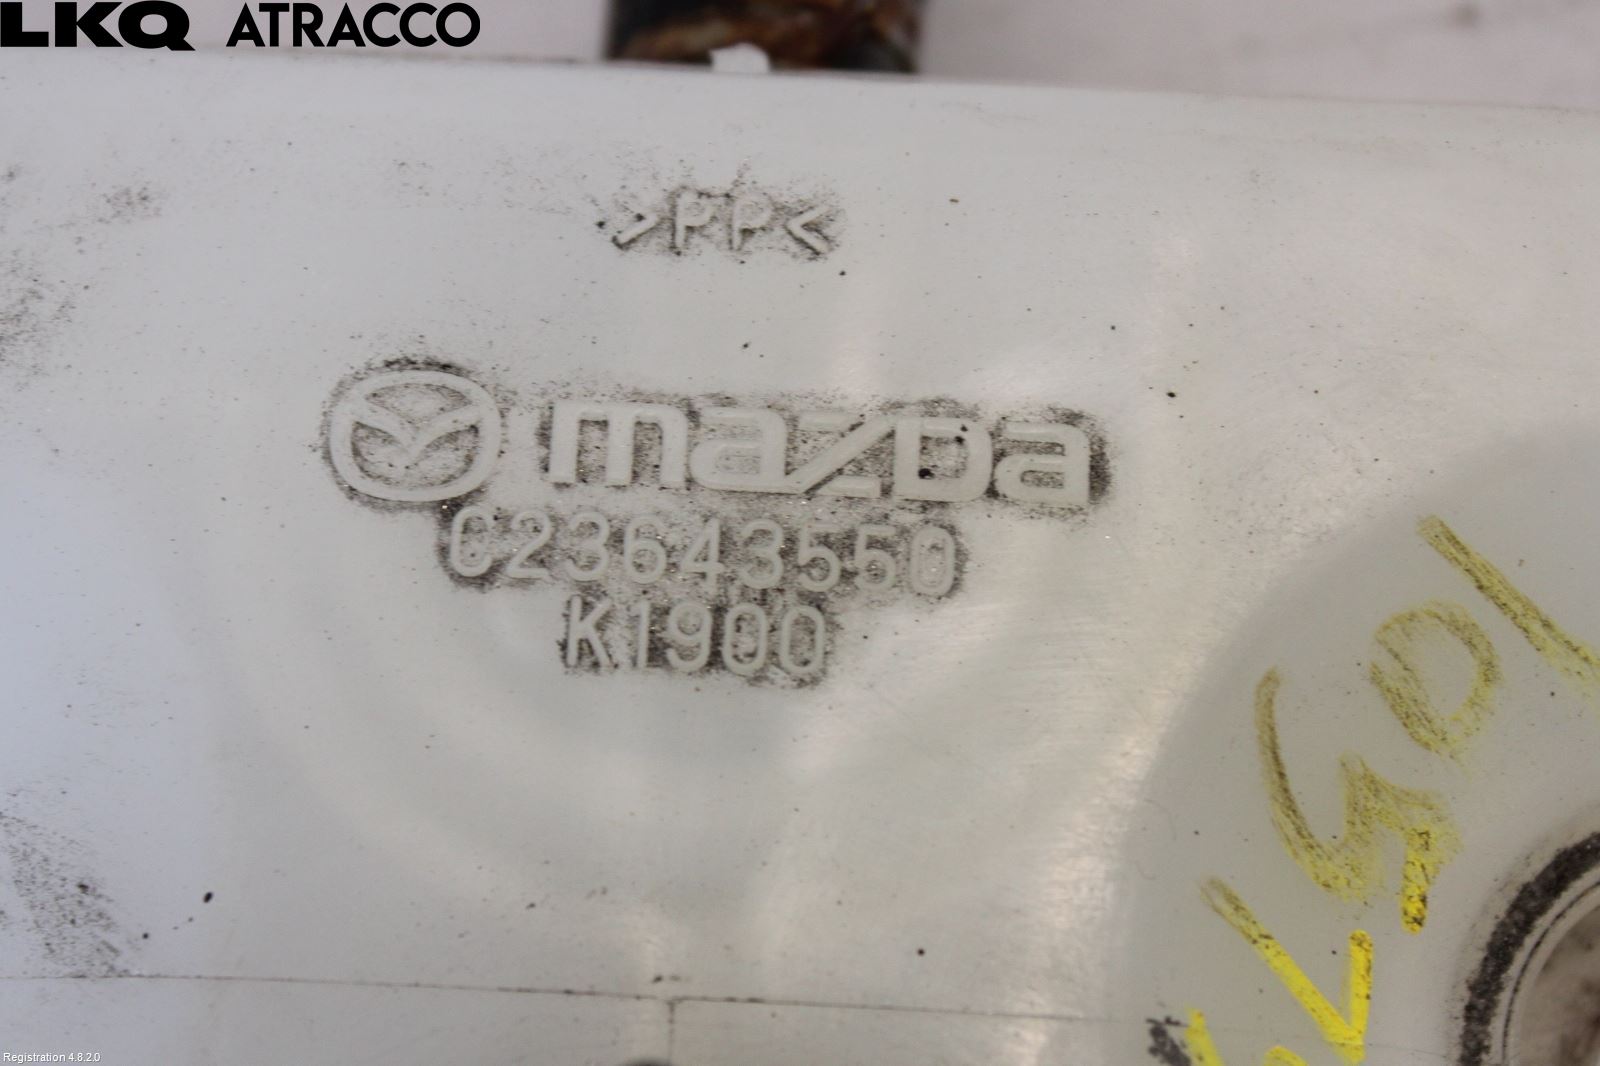 LKQ ATRACCO
>PP<
mazda
C23643550
K1900
Registration 4.8.2.0